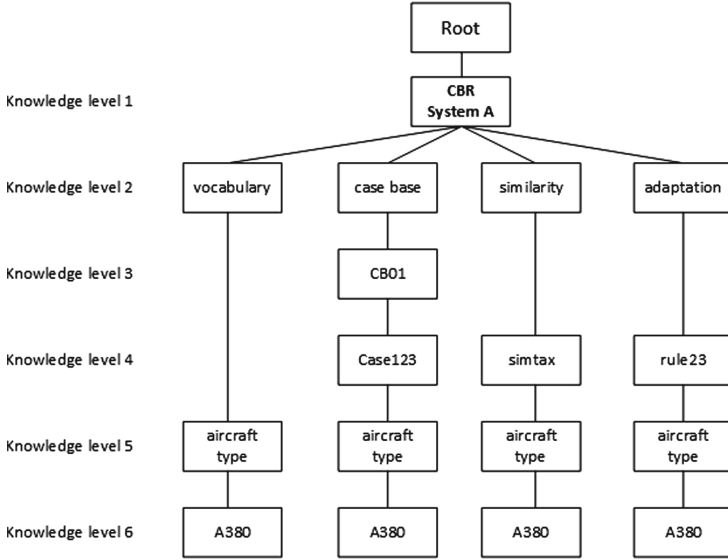 Root
Knowledge level 1
CBR
System A
Knowledge level 2
vocabulary
case base
similarity
adaptation
Knowledge level 3
CB01
Knowledge level 4
Case123
simtax
rule23
Knowledge level 5
aircraft
type
aircraft
type
aircraft
type
aircraft
type
Knowledge level 6
A380
A380
A380
A380